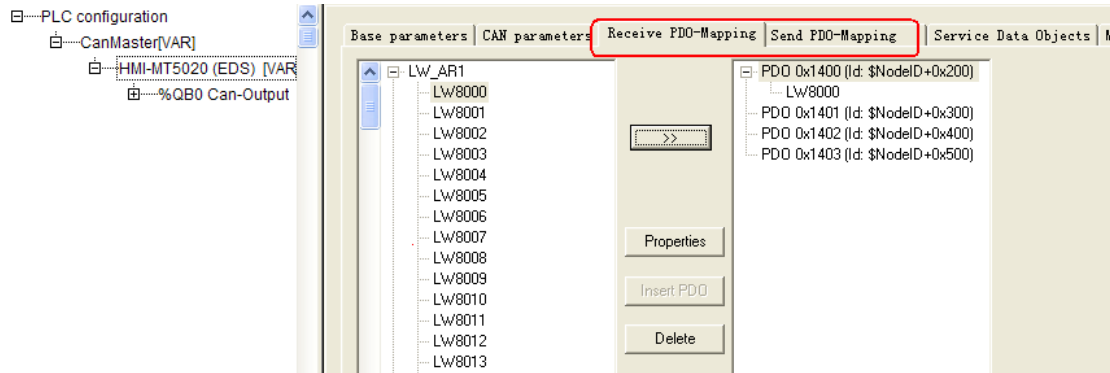 PLC configuration
CanMaster[VAR]
HMI-MT5020 (EDS) [VAR
%QB0 Can-Output
Base parameters CAN parameters Receive PDO-Mapping Send PDO-Mapping Service Data Objects M
LW_AR1
LW8000
LW8001
LW8002
LW8003
LW8004
LW8005
LW8006
LW8007
LW8008
LW8009
LW8010
LW8011
LW8012
LW8013
>>
Properties
Insert PDO
Delete
PDO 0x1400 (Id: $NodeID+0x200)
LW8000
PDO 0x1401 (Id: $NodeID+0x300)
PDO 0x1402 (Id: $NodeID+0x400)
PDO 0x1403 (Id: $NodeID+0x500)